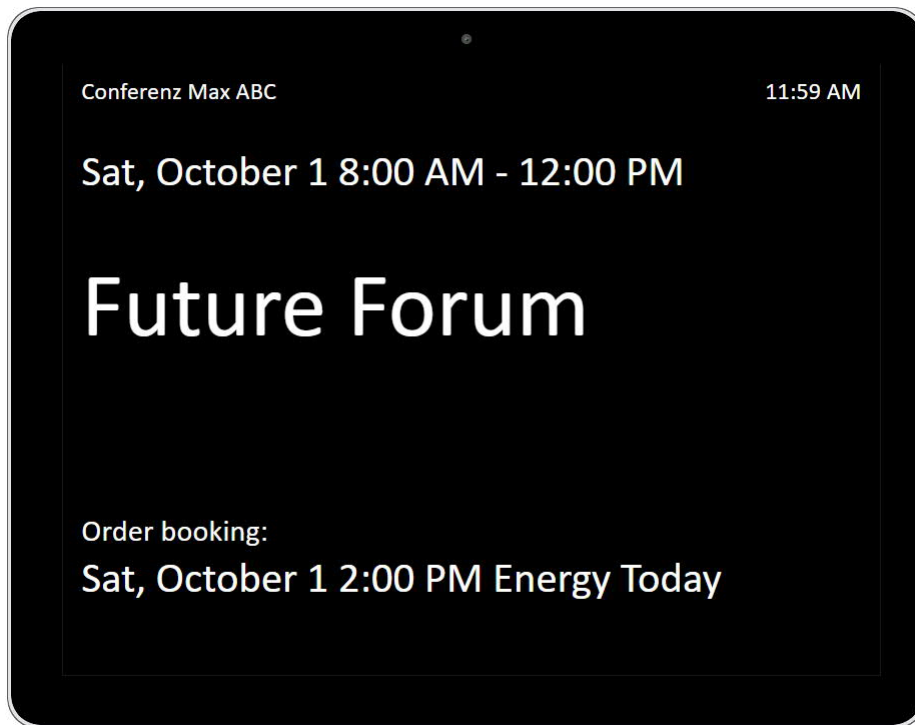 Conferenz Max ABC 11:59 AM
Sat, October 1 8:00 AM - 12:00 PM
Future Forum
Order booking:
Sat, October 1 2:00 PM Energy Today